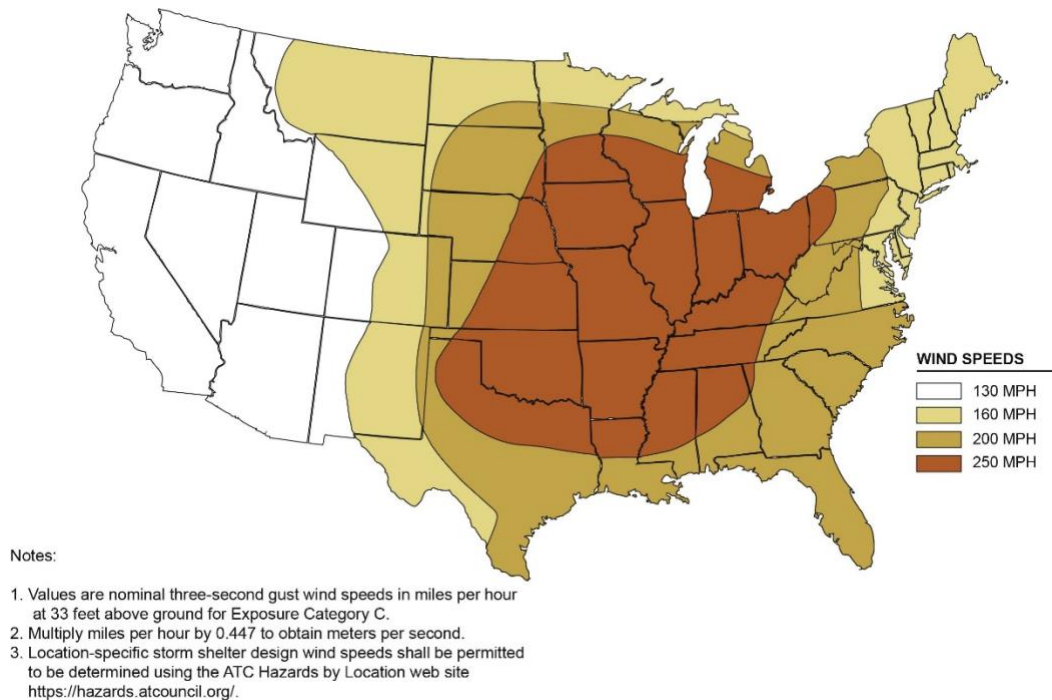 WIND SPEEDS
130 MPH
160 MPH
200 MPH
250 MPH
Notes:
1. Values are nominal three-second gust wind speeds in miles per hour
at 33 feet above ground for Exposure Category C.
2. Multiply miles per hour by 0.447 to obtain meters per second.
3. Location-specific storm shelter design wind speeds shall be permitted
to be determined using the ATC Hazards by Location web site
https://hazards.atcouncil.org/.